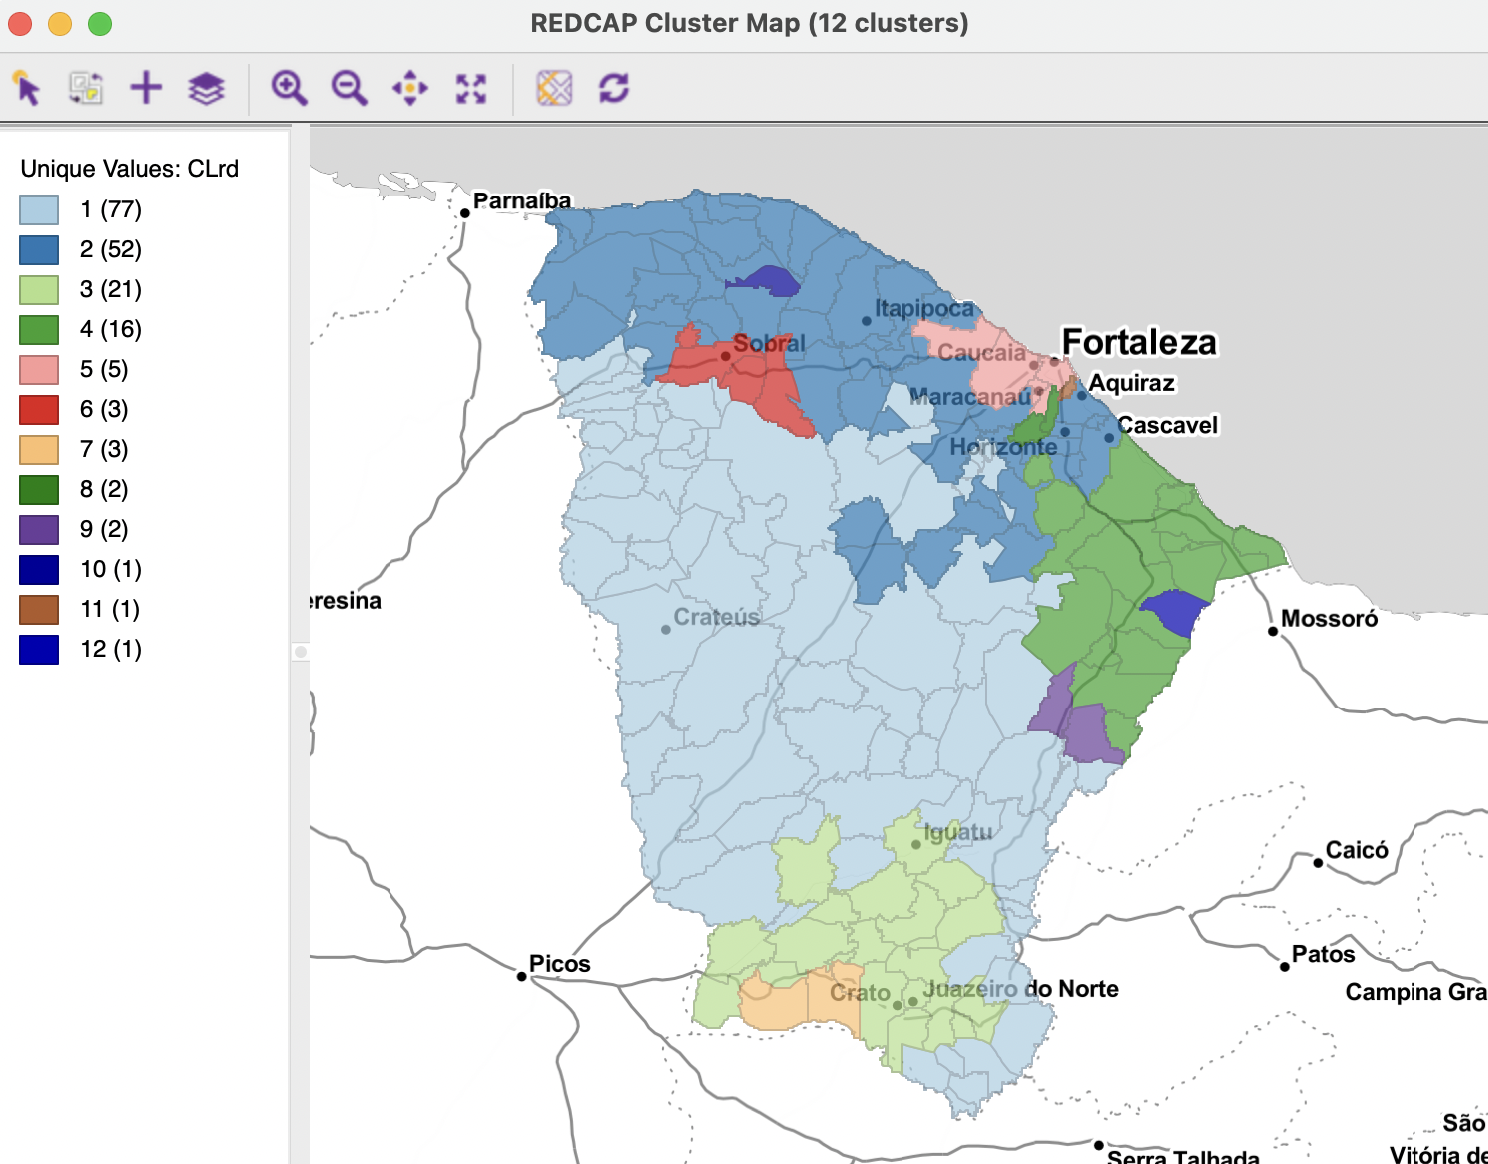 REDCAP Cluster Map (12 clusters)
Unique Values: CLrd
1 (77)
2 (52)
3 (21)
4 (16)
5 (5)
6 (3)
7 (3)
8 (2)
9 (2)
10 (1)
11 (1)
12 (1)
Parnaíba
Itapipoca
Sobral
Caucaia
Fortaleza
Maracanaú
Aquiraz
Cascavel
Horizonte
eresina
Crateús
Mossoró
Iguatu
Caicó
Picos
Patos
Crato
Juazeiro do Norte
Campina Gra
São
Vitória de
Serra Talhada